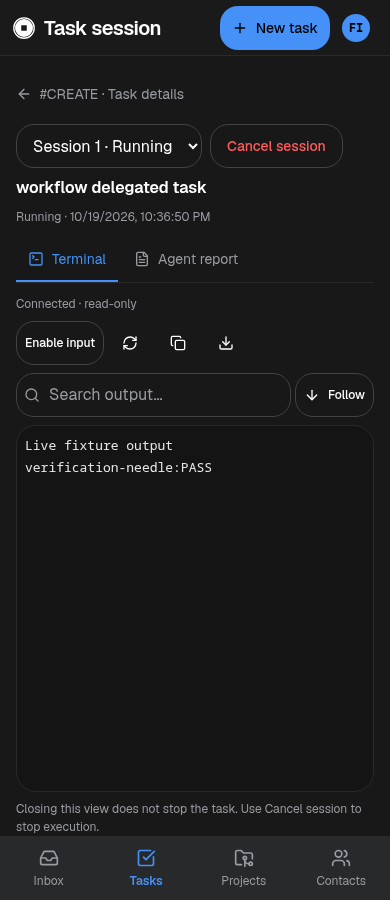 Task session
New task
FI
#CREATE · Task details
Session 1 · Running
Cancel session
workflow delegated task
Running · 10/19/2026, 10:36:50 PM
Terminal
Agent report
Connected · read-only
Enable input
Search output...
Follow
Live fixture output
verification-needle:PASS
Closing this view does not stop the task. Use Cancel session to
stop execution.
Inbox
Tasks
Projects
Contacts